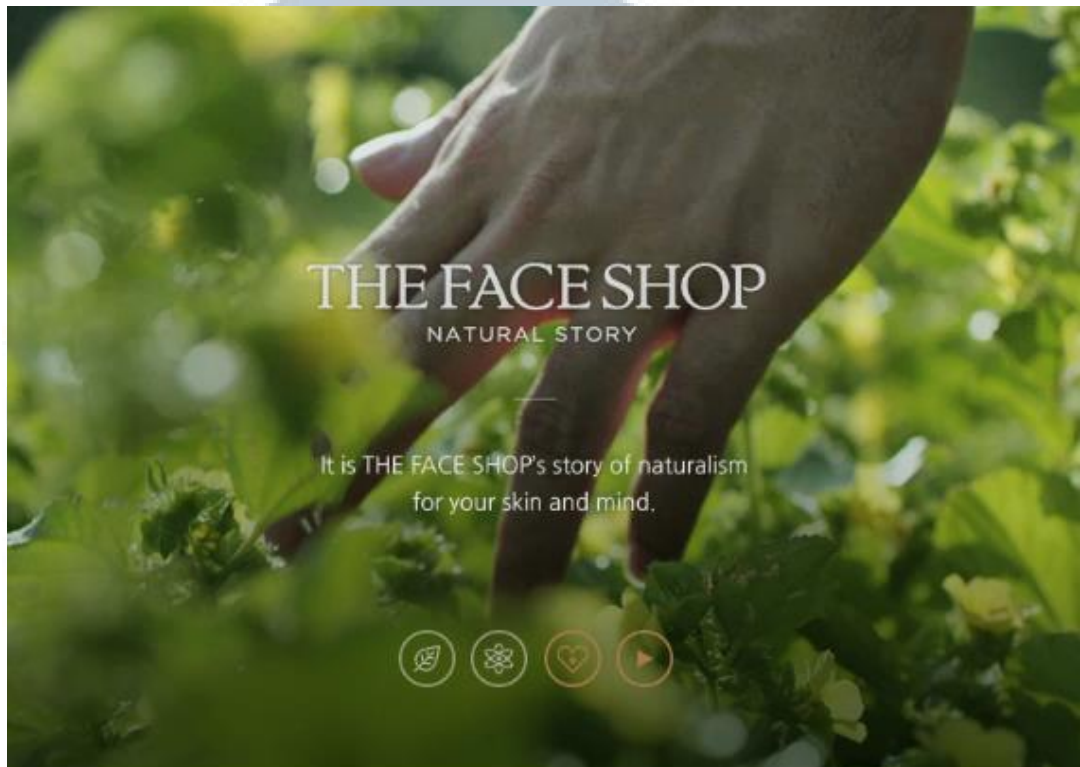 THE FACE SHOP
NATURAL STORY
It is THE FACE SHOP's story of naturalism
for your skin and mind.